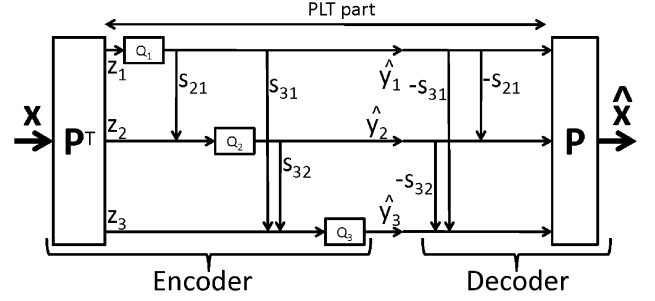 PLT part
Q1
z1
ŷ1
-s31
-s21
s21
s31
x
x̂
z2
ŷ2
PT
P
Q2
s32
-s32
z3
ŷ3
Q3
Encoder
Decoder